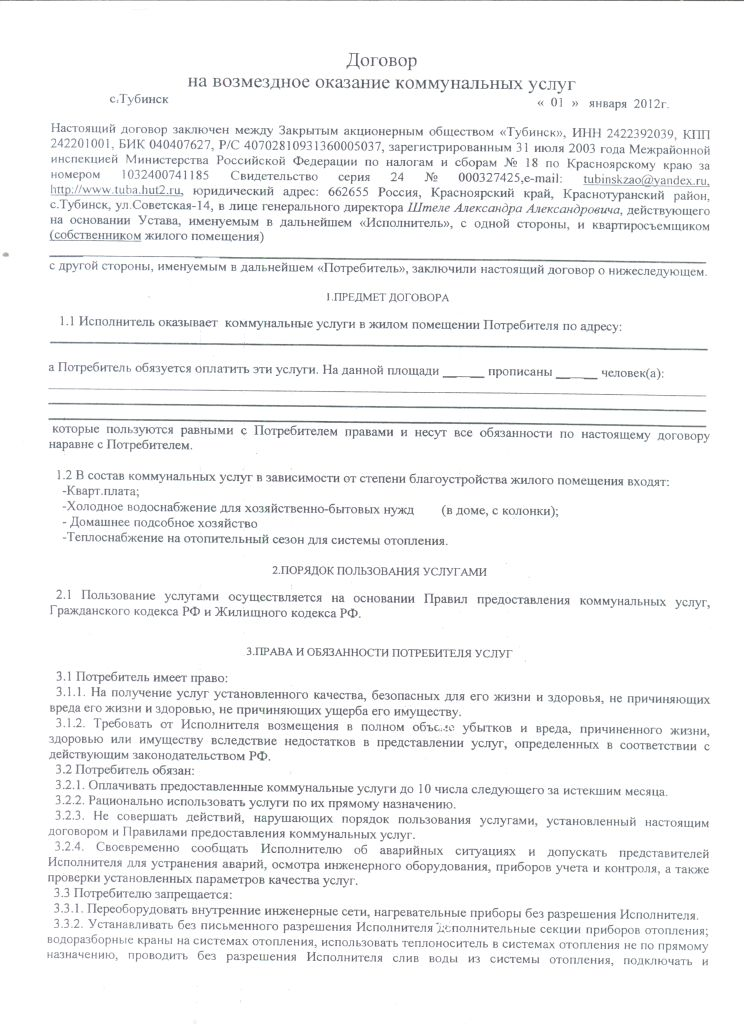 Договор
на возмездное оказание коммунальных услуг
с.Тубинск « 01 » января 2012г.
Настоящий договор заключен между Закрытым акционерным обществом «Тубинск», ИНН 2422392039, КПП
242201001, БИК 040407627, Р/С 40702810931360005037, зарегистрированным 31 июля 2003 года Межрайонной
инспекцией Министерства Российской Федерации по налогам и сборам № 18 по Красноярскому краю за
номером 1032400741185 Свидетельство серия 24 № 000327425,e-mail: tubinskzao@yandex.ru,
http://www.tuba.hut2.ru, юридический адрес: 662655 Россия, Красноярский край, Краснотуранский район,
с.Тубинск, ул.Советская-14, в лице генерального директора Штеле Александра Александровича, действующего
на основании Устава, именуемым в дальнейшем «Исполнитель», с одной стороны, и квартиросъемщиком
(собственником жилого помещения)
с другой стороны, именуемым в дальнейшем «Потребитель», заключили настоящий договор о нижеследующем.
1.ПРЕДМЕТ ДОГОВОРА
1.1 Исполнитель оказывает коммунальные услуги в жилом помещении Потребителя по адресу:
а Потребитель обязуется оплатить эти услуги. На данной площади ______ прописаны ______ человек(а):
которые пользуются равными с Потребителем правами и несут все обязанности по настоящему договору
наравне с Потребителем.
1.2 В состав коммунальных услуг в зависимости от степени благоустройства жилого помещения входят:
-Кварт.плата;
-Холодное водоснабжение для хозяйственно-бытовых нужд (в доме, с колонки);
- Домашнее подсобное хозяйство
-Теплоснабжение на отопительный сезон для системы отопления.
2.ПОРЯДОК ПОЛЬЗОВАНИЯ УСЛУГАМИ
2.1 Пользование услугами осуществляется на основании Правил предоставления коммунальных услуг,
Гражданского кодекса РФ и Жилищного кодекса РФ.
3.ПРАВА И ОБЯЗАННОСТИ ПОТРЕБИТЕЛЯ УСЛУГ
3.1 Потребитель имеет право:
3.1.1. На получение услуг установленного качества, безопасных для его жизни и здоровья, не причиняющих
вреда его жизни и здоровью, не причиняющих ущерба его имуществу.
3.1.2. Требовать от Исполнителя возмещения в полном объеме убытков и вреда, причиненного жизни,
здоровью или имуществу вследствие недостатков в представлении услуг, определенных в соответствии с
действующим законодательством РФ.
3.2 Потребитель обязан:
3.2.1. Оплачивать предоставленные коммунальные услуги до 10 числа следующего за истекшим месяца.
3.2.2. Рационально использовать услуги по их прямому назначению.
3.2.3. Не совершать действий, нарушающих порядок пользования услугами, установленный настоящим
договором и Правилами предоставления коммунальных услуг.
3.2.4. Своевременно сообщать Исполнителю об аварийных ситуациях и допускать представителей
Исполнителя для устранения аварий, осмотра инженерного оборудования, приборов учета и контроля, а также
проверки установленных параметров качества услуг.
3.3 Потребителю запрещается:
3.3.1. Переоборудовать внутренние инженерные сети, нагревательные приборы без разрешения Исполнителя.
3.3.2. Устанавливать без письменного разрешения Исполнителя дополнительные секции приборов отопления;
водоразборные краны на системах отопления, использовать теплоноситель в системах отопления не по прямому
назначению, проводить без разрешения Исполнителя слив воды из системы отопления, подключать и